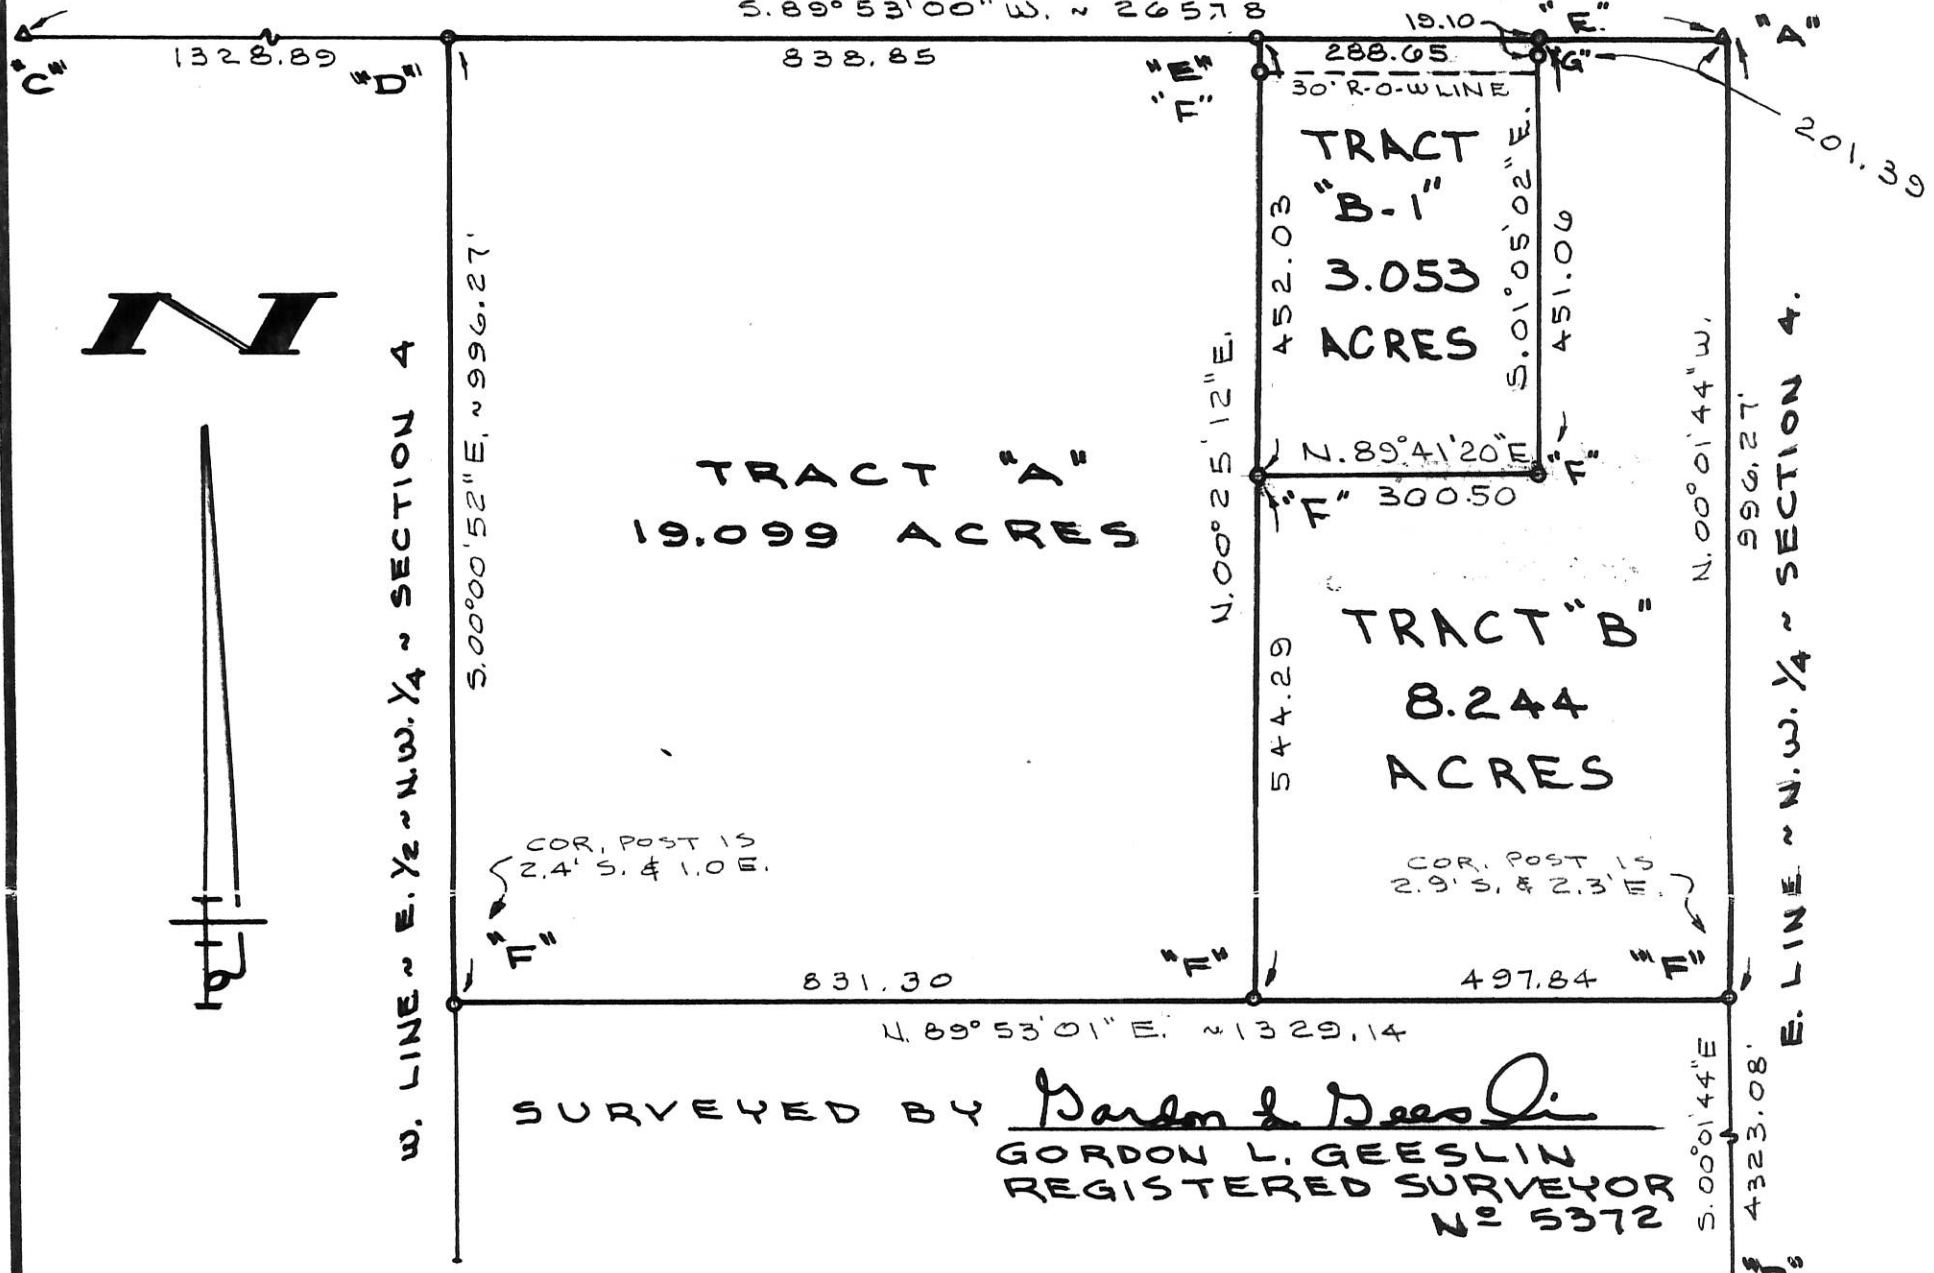 S. 89° 53' 00" W. ~ 2657.78
"C"
1328.89
"D"
838.85
"E"
"F"
19.10
"E"
288.65
"G"
"A"
30' R-O-W LINE
201.39
TRACT
"B-1"
3.053
ACRES
452.03
S. 01° 05' 02" E.
451.06
N. 89° 41' 20" E.
300.50
"F"
"F"
N
W. LINE ~ E. 1/2 ~ N.W. 1/4 ~ SECTION 4
S. 00° 00' 52" E. ~ 996.27'
TRACT "A"
19.099 ACRES
N. 00° 25' 12" E.
544.29
TRACT "B"
8.244
ACRES
N. 00° 01' 44" W.
996.27'
E. LINE ~ N.W. 1/4 ~ SECTION 4.
COR. POST IS
2.4' S. & 1.0 E.
"F"
COR. POST IS
2.9' S. & 2.3' E.
"F"
"F"
831.30
497.84
N. 89° 53' 01" E. ~ 1329.14
SURVEYED BY Gordon L Geeslin
GORDON L. GEESLIN
REGISTERED SURVEYOR
Nº 5372
S. 00° 01' 44" E
4323.08'